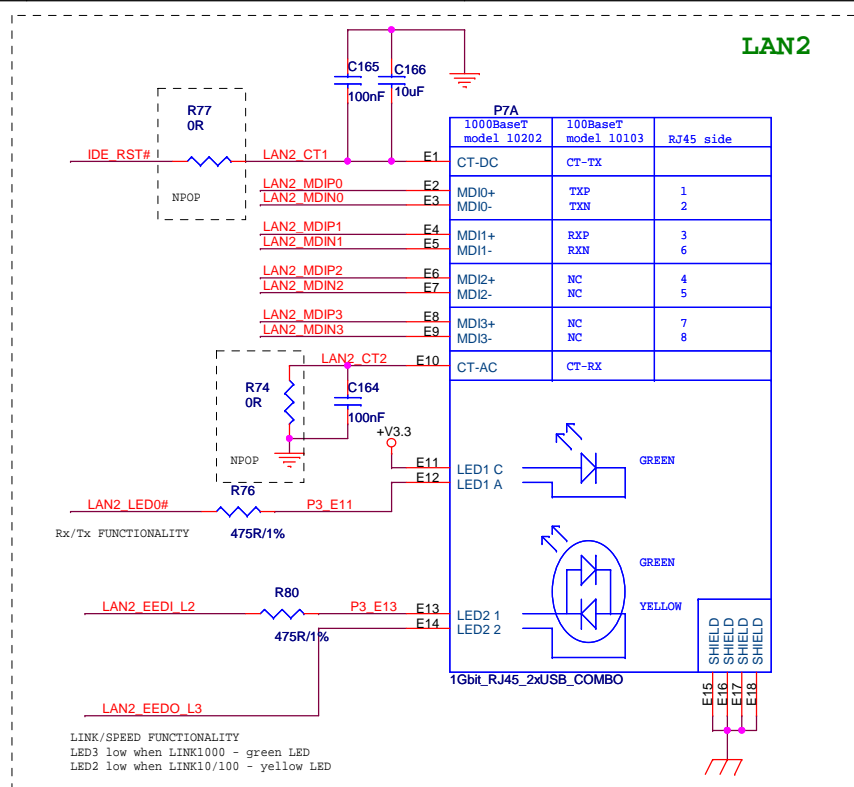 LAN2
C165
C166
100nF
10uF
R77
0R
P7A
1000BaseT 100BaseT
model 10202 model 10103 RJ45 side
IDE_RST# LAN2_CT1 E1 CT-DC CT-TX
NPOP
LAN2_MDIP0 E2 MDI0+ TXP 1
LAN2_MDIN0 E3 MDI0- TXN 2
LAN2_MDIP1 E4 MDI1+ RXP 3
LAN2_MDIN1 E5 MDI1- RXN 6
LAN2_MDIP2 E6 MDI2+ NC 4
LAN2_MDIN2 E7 MDI2- NC 5
LAN2_MDIP3 E8 MDI3+ NC 7
LAN2_MDIN3 E9 MDI3- NC 8
LAN2_CT2 E10 CT-AC CT-RX
R74
0R
C164
100nF
+V3.3
NPOP
E11 LED1 C GREEN
E12 LED1 A
R76
LAN2_LED0# P3_E11
Rx/Tx FUNCTIONALITY 475R/1%
GREEN
R80
LAN2_EEDI_L2 P3_E13 E13 LED2 1 YELLOW
E14 LED2 2
475R/1%
SHIELD SHIELD SHIELD SHIELD
1Gbit_RJ45_2xUSB_COMBO
E15 E16 E17 E18
LAN2_EEDO_L3
LINK/SPEED FUNCTIONALITY
LED3 low when LINK1000 - green LED
LED2 low when LINK10/100 - yellow LED